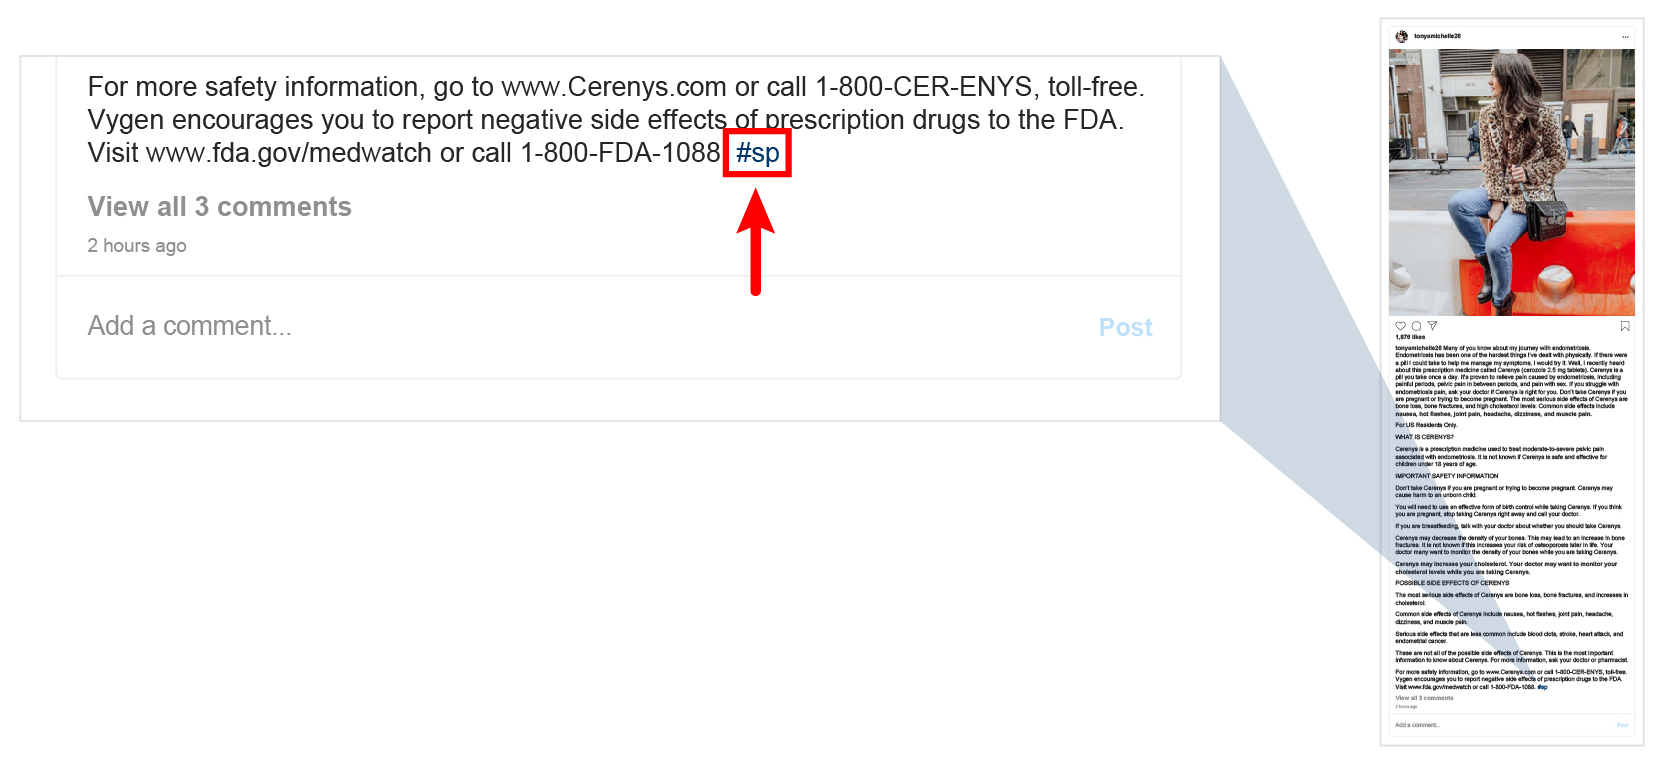 For more safety information, go to www.Cerenys.com or call 1-800-CER-ENYS, toll-free.
Vygen encourages you to report negative side effects of prescription drugs to the FDA.
Visit www.fda.gov/medwatch or call 1-800-FDA-1088 #sp
View all 3 comments
2 hours ago
Add a comment...
Post
tonyamichelle28
1,876 likes
tonyamichelle28 Many of you know about my journey with endometriosis.
Endometriosis has been one of the hardest things I've dealt with physically. If there were
a pill I could take to help me manage my symptoms, I would try it. Well, I recently heard
about this prescription medicine called Cerenys (cerozole 2.5 mg tablets). Cerenys is a
pill you take once a day. It's proven to relieve pain caused by endometriosis, including
painful periods, pelvic pain in between periods, and pain with sex. If you struggle with
endometriosis pain, ask your doctor if Cerenys is right for you. Don't take Cerenys if you
are pregnant or trying to become pregnant. The most serious side effects of Cerenys are
bone loss, bone fractures, and high cholesterol levels. Common side effects include
nausea, hot flashes, joint pain, headache, dizziness, and muscle pain.
For US Residents Only.
WHAT IS CERENYS?
Cerenys is a prescription medicine used to treat moderate-to-severe pelvic pain
associated with endometriosis. It is not known if Cerenys is safe and effective for
children under 18 years of age.
IMPORTANT SAFETY INFORMATION
Don't take Cerenys if you are pregnant or trying to become pregnant. Cerenys may
cause harm to an unborn child.
You will need to use an effective form of birth control while taking Cerenys. If you think
you are pregnant, stop taking Cerenys right away and call your doctor.
If you are breastfeeding, talk with your doctor about whether you should take Cerenys.
Cerenys may decrease the density of your bones. This may lead to an increase in bone
fractures. It is not known if this increases your risk of osteoporosis later in life. Your
doctor many want to monitor the density of your bones while you are taking Cerenys.
Cerenys may increase your cholesterol. Your doctor may want to monitor your
cholesterol levels while you are taking Cerenys.
POSSIBLE SIDE EFFECTS OF CERENYS
The most serious side effects of Cerenys are bone loss, bone fractures, and increases in
cholesterol.
Common side effects of Cerenys include nausea, hot flashes, joint pain, headache,
dizziness, and muscle pain.
Serious side effects that are less common include blood clots, stroke, heart attack, and
endometrial cancer.
These are not all of the possible side effects of Cerenys. This is the most important
information to know about Cerenys. For more information, ask your doctor or pharmacist.
For more safety information, go to www.Cerenys.com or call 1-800-CER-ENYS, toll-free.
Vygen encourages you to report negative side effects of prescription drugs to the FDA.
Visit www.fda.gov/medwatch or call 1-800-FDA-1088. #sp
View all 3 comments
2 hours ago
Add a comment...
Post